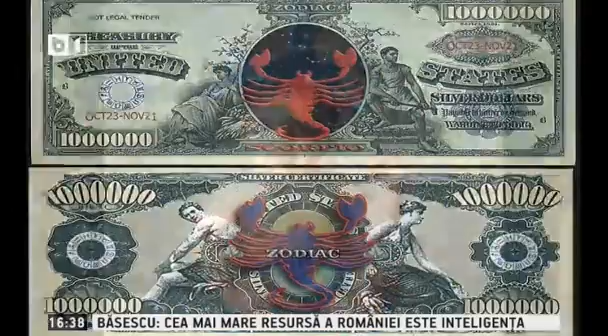 NOT LEGAL TENDER
ZODIAC
1000000
b1
TREASURY
OCT23-NOV21
UNITED
STATES
SILVER DOLLARS
OCT23-NOV21
1000000
SCORPIO
SILVER CERTIFICATE
1000000
1000000
ZODIAC
1000000
1000000
16:38 BĂSESCU: CEA MAI MARE RESURSĂ A ROMÂNIEI ESTE INTELIGENȚA